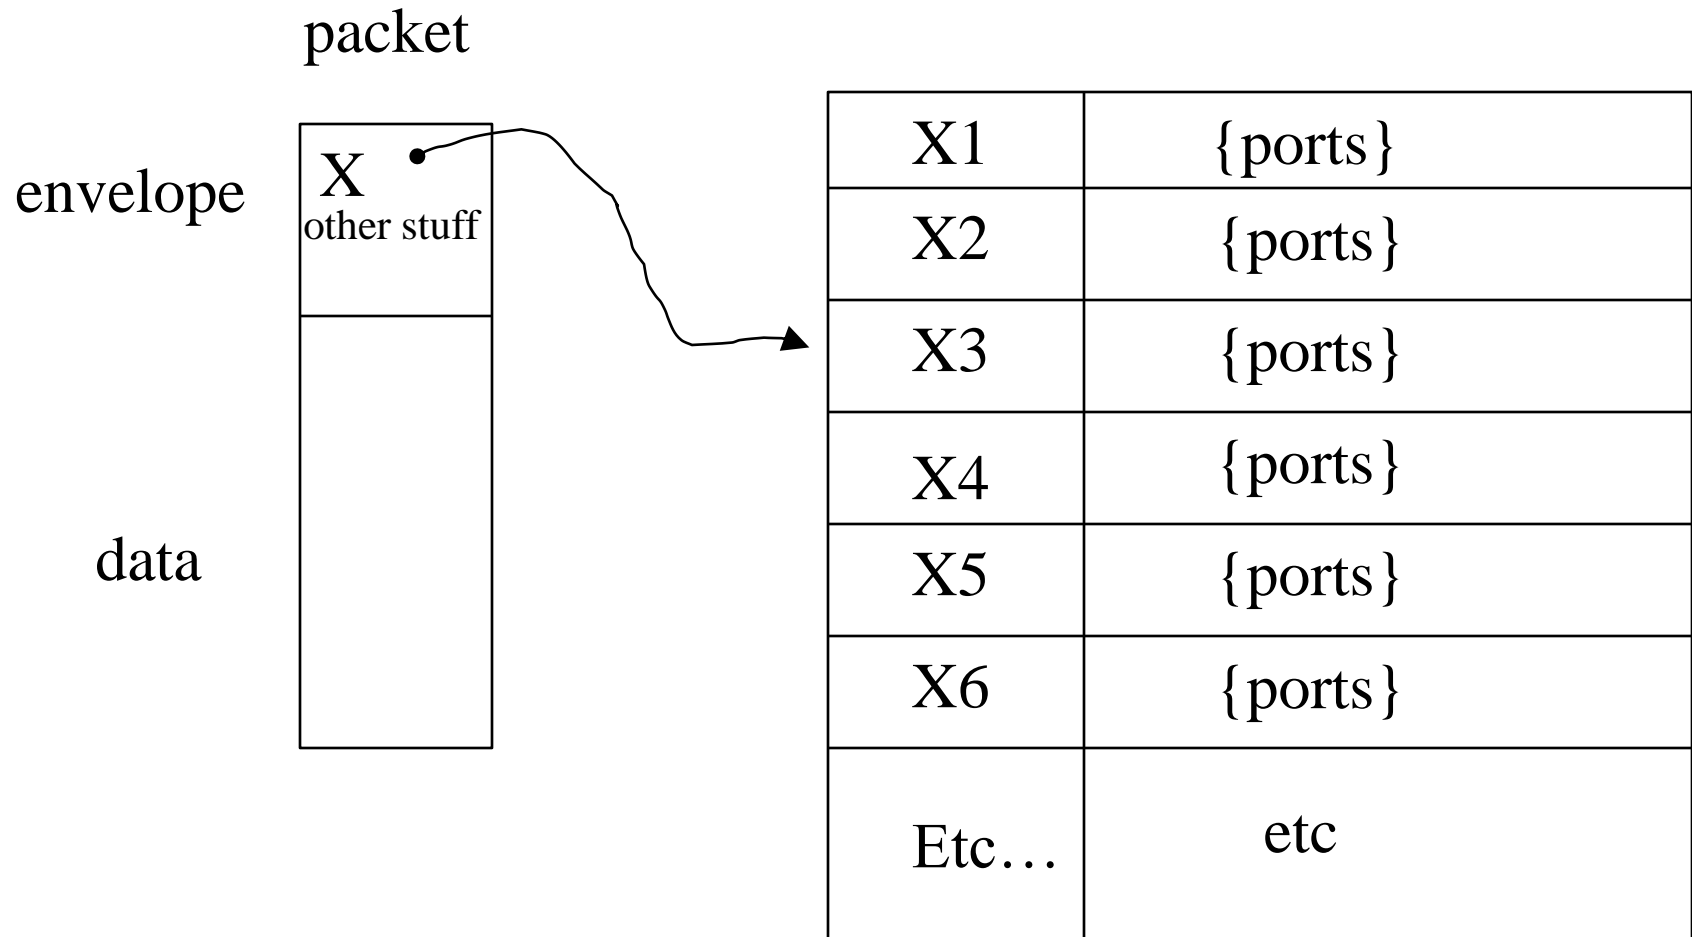 packet
envelope
X
other stuff
data
X1 {ports}
X2 {ports}
X3 {ports}
X4 {ports}
X5 {ports}
X6 {ports}
Etc… etc